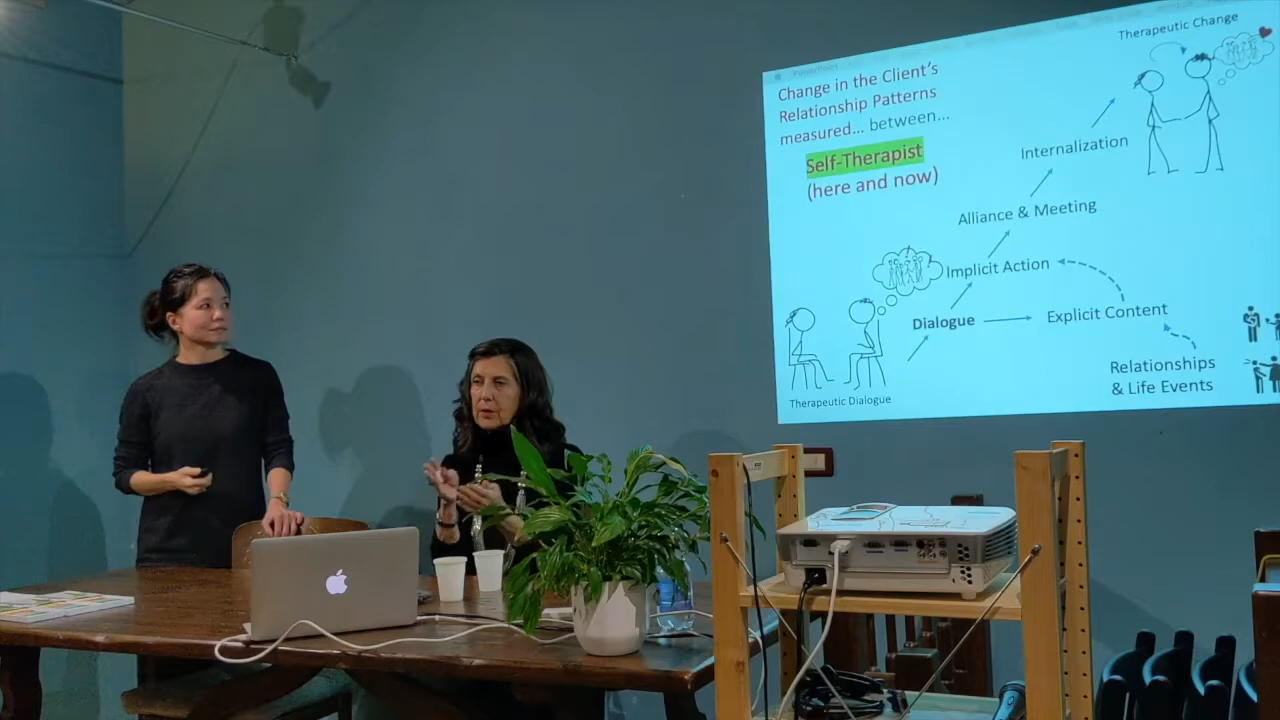 Therapeutic Change
Change in the Client's
Relationship Patterns
measured... between...
Self-Therapist
(here and now)
Internalization
Alliance & Meeting
Implicit Action
Dialogue
Explicit Content
Relationships
& Life Events
Therapeutic Dialogue